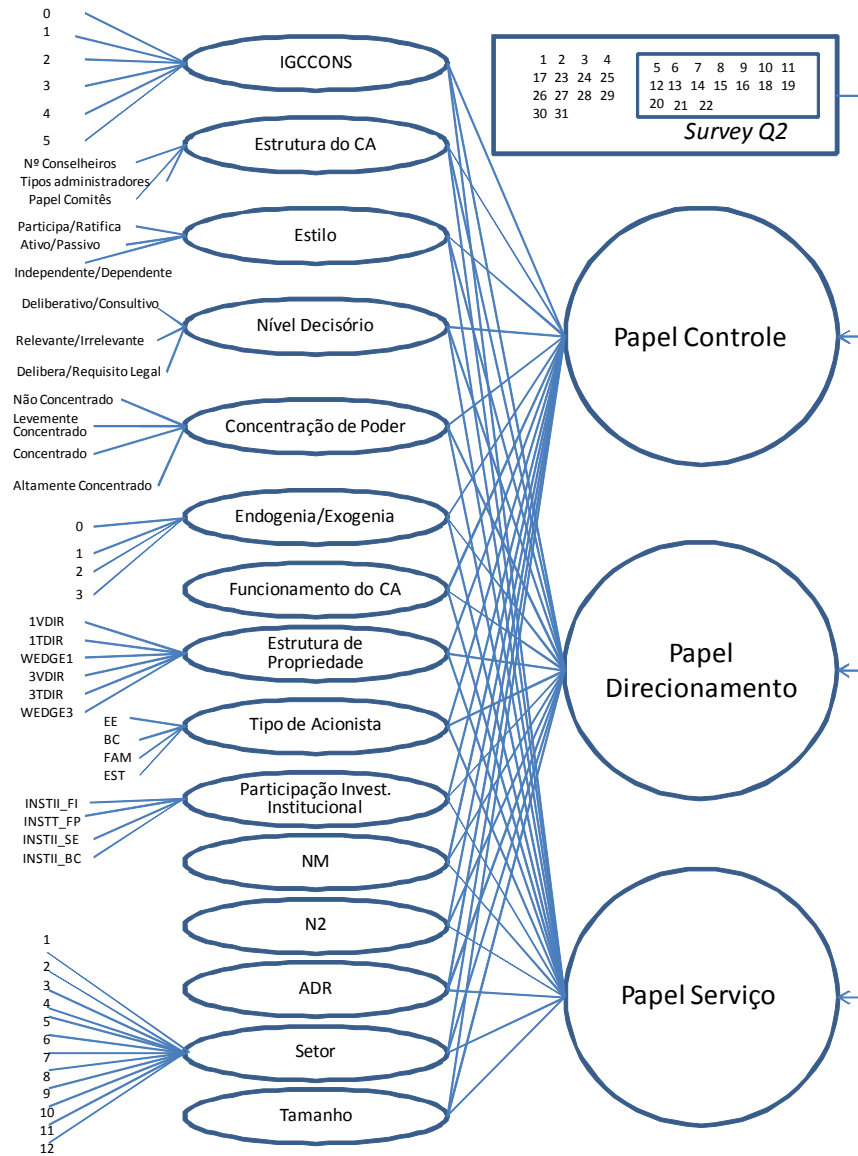 0
1
2
3
4
5
IGCCONS
Estrutura do CA
Nº Conselheiros
Tipos administradores
Papel Comitês
Estilo
Participa/Ratifica
Ativo/Passivo
Independente/Dependente
Nível Decisório
Deliberativo/Consultivo
Relevante/Irrelevante
Delibera/Requisito Legal
Concentração de Poder
Não Concentrado
Levemente
Concentrado
Concentrado
Altamente Concentrado
Endogenia/Exogenia
0
1
2
3
Funcionamento do CA
Estrutura de
Propriedade
1VDIR
1TDIR
WEDGE1
3VDIR
3TDIR
WEDGE3
Tipo de Acionista
EE
BC
FAM
EST
Participação Invest.
Institucional
INSTII_FI
INSTT_FP
INSTII_SE
INSTII_BC
NM
N2
ADR
Setor
1
2
3
4
5
6
7
8
9
10
11
12
Tamanho
1 2 3 4
17 23 24 25
26 27 28 29
30 31
5 6 7 8 9 10 11
12 13 14 15 16 18 19
20 21 22
Survey Q2
Papel Controle
Papel
Direcionamento
Papel Serviço